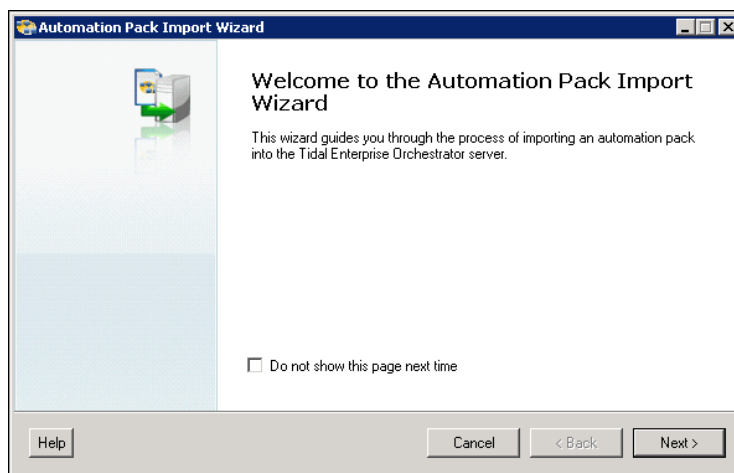 Automation Pack Import Wizard
Welcome to the Automation Pack Import
Wizard
This wizard guides you through the process of importing an automation pack
into the Tidal Enterprise Orchestrator server.
Do not show this page next time
Help
Cancel
< Back
Next >